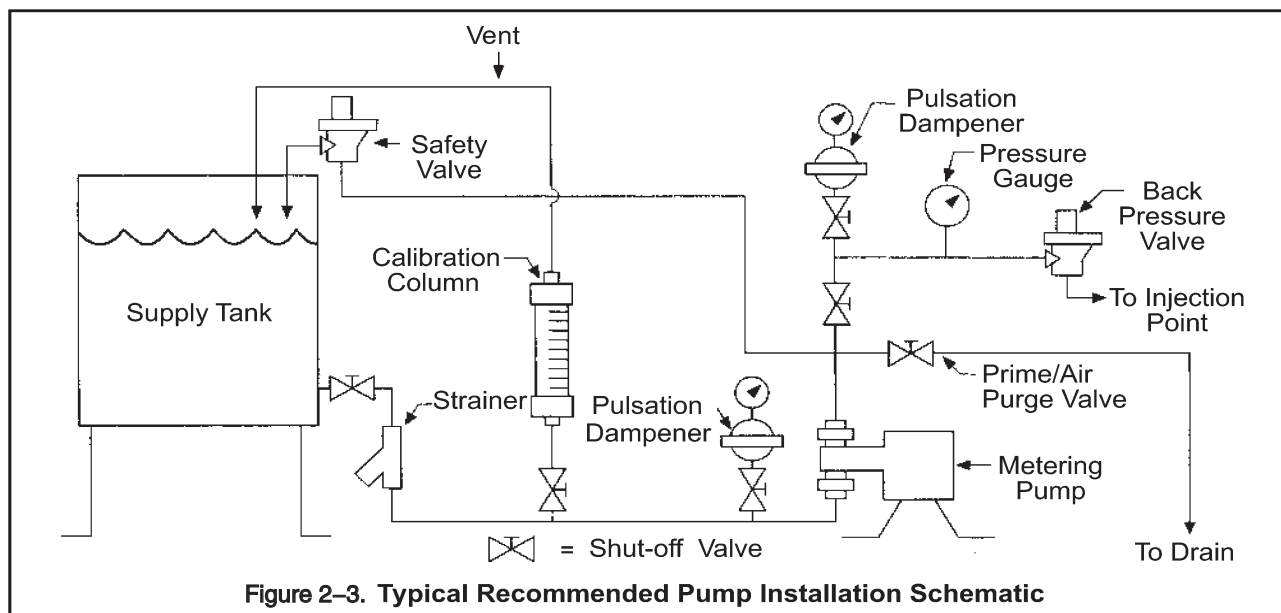 Vent
Pulsation
Dampener
Safety
Valve
Pressure
Gauge
Back
Pressure
Valve
Calibration
Column
Supply Tank
To Injection
Point
Strainer
Pulsation
Dampener
Prime/Air
Purge Valve
Metering
Pump
= Shut-off Valve
To Drain
Figure 2–3. Typical Recommended Pump Installation Schematic